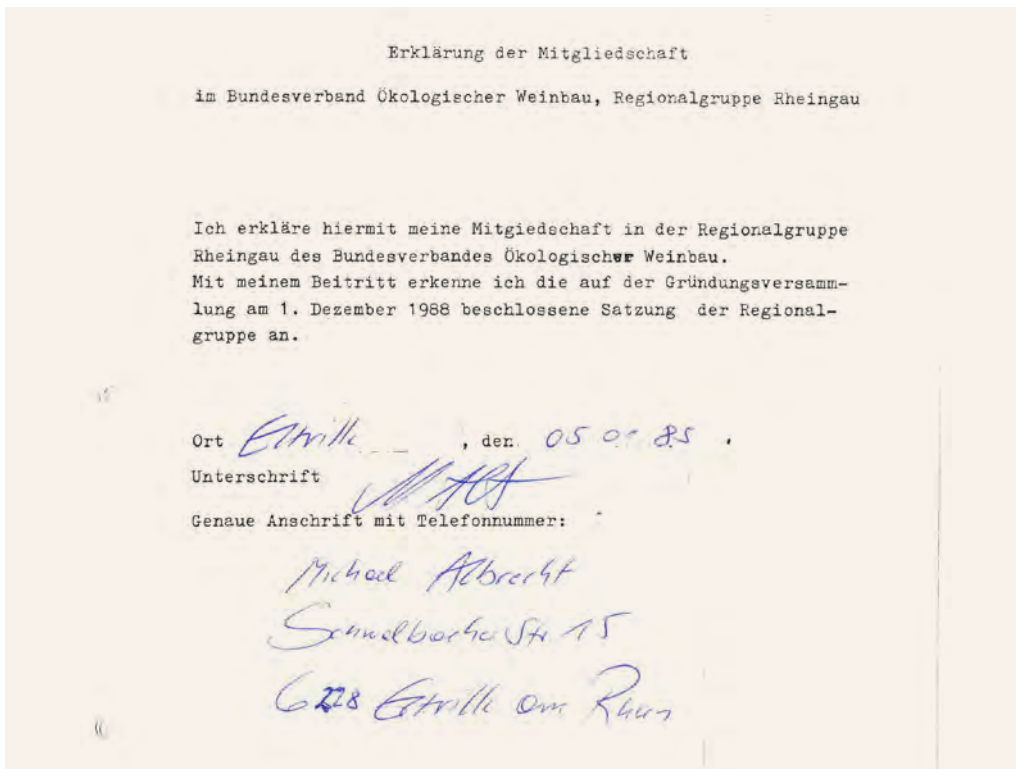 Erklärung der Mitgliedschaft
im Bundesverband Ökologischer Weinbau, Regionalgruppe Rheingau
Ich erkläre hiermit meine Mitgiedschaft in der Regionalgruppe
Rheingau des Bundesverbandes Ökologischer Weinbau.
Mit meinem Beitritt erkenne ich die auf der Gründungsversamm-
lung am 1. Dezember 1988 beschlossene Satzung der Regional-
gruppe an.
Ort Eltville, den 05 01 85.
Unterschrift
Genaue Anschrift mit Telefonnummer:
Michael Albrecht
Str 15
6228 Eltville am Rhein